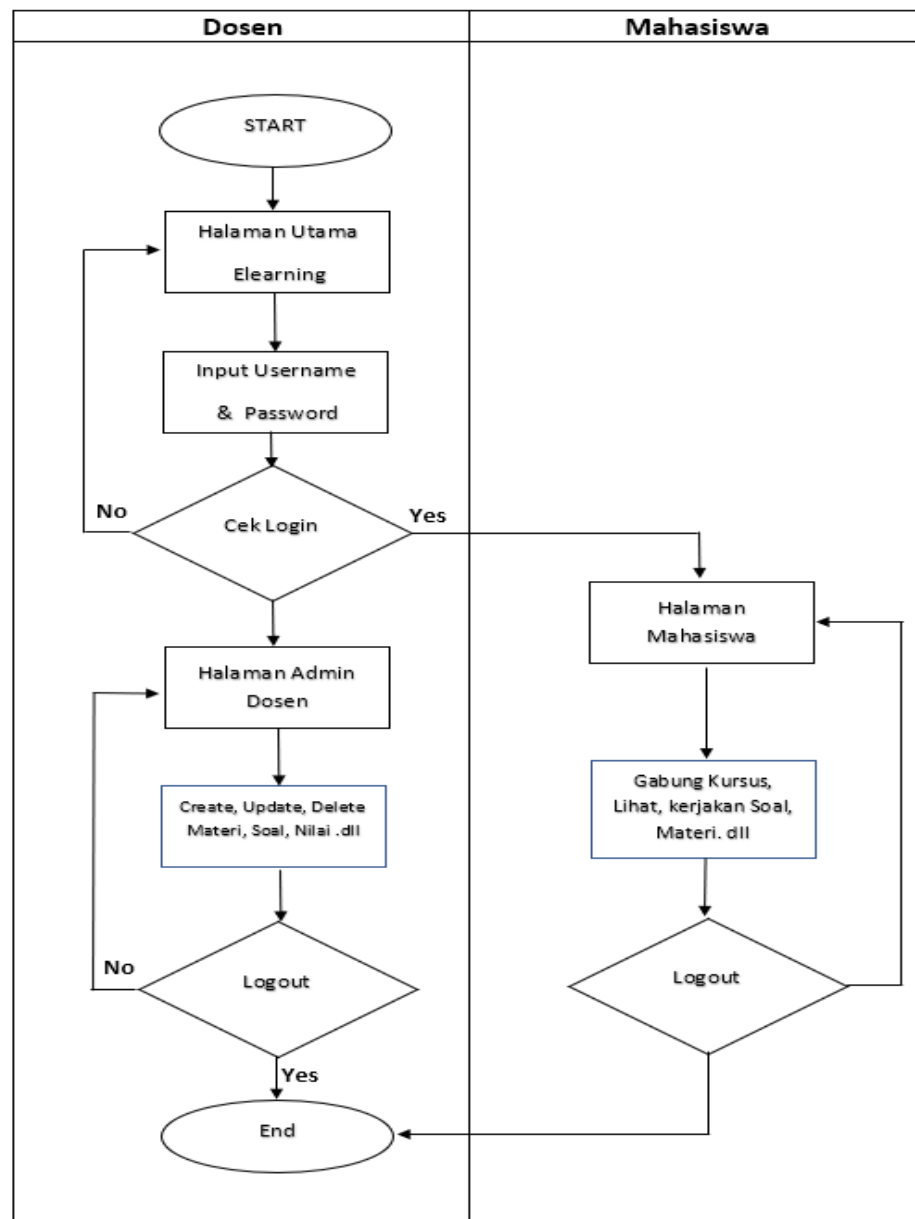 Dosen
Mahasiswa
START
Halaman Utama
Elearning
Input Username
& Password
No
Cek Login
Yes
Halaman
Mahasiswa
Halaman Admin
Dosen
Gabung Kursus,
Lihat, kerjakan Soal,
Materi. dll
Create, Update, Delete
Materi, Soal, Nilai .dll
No
Logout
Logout
Yes
End